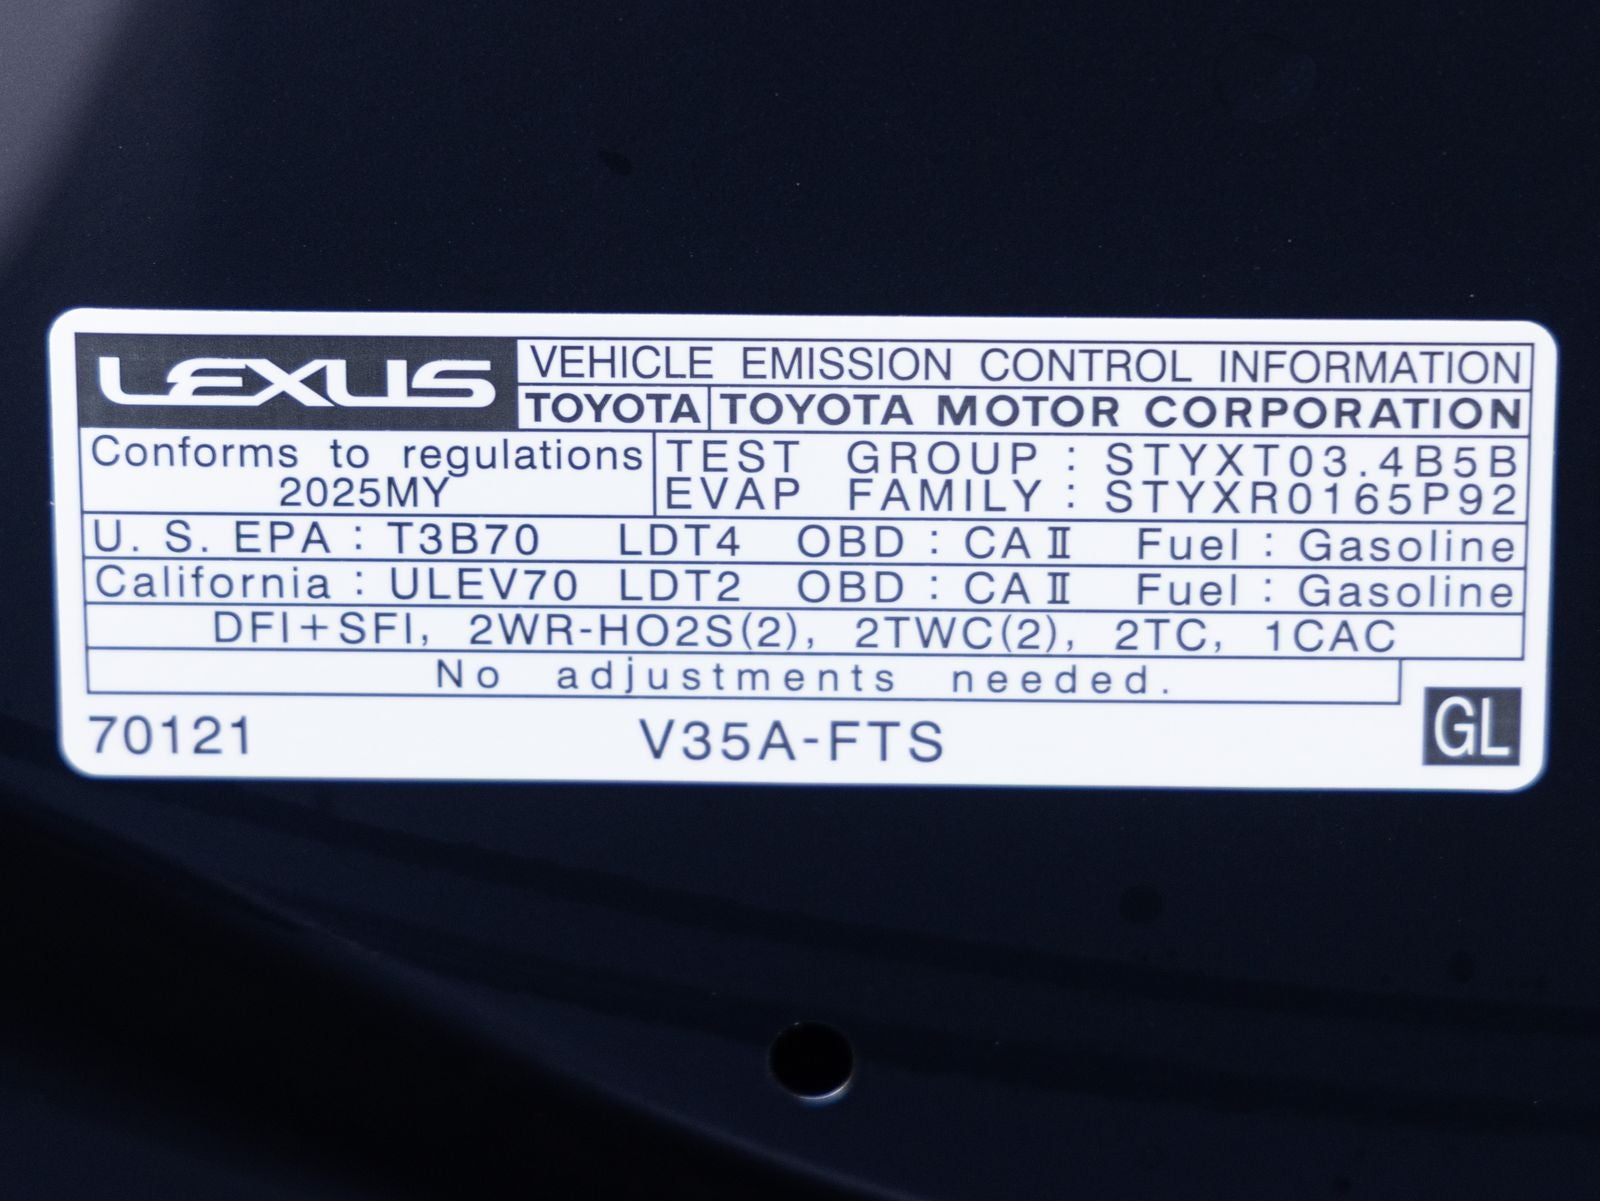 LEXUS VEHICLE EMISSION CONTROL INFORMATION
TOYOTA TOYOTA MOTOR CORPORATION
Conforms to regulations TEST GROUP : STYXT03.4B5B
2025MY EVAP FAMILY : STYXR0165P92
U. S. EPA : T3B70 LDT4 OBD : CAⅡ Fuel : Gasoline
California : ULEV70 LDT2 OBD : CAⅡ Fuel : Gasoline
DFI+SFI, 2WR-HO2S(2), 2TWC(2), 2TC, 1CAC
No adjustments needed.
70121 V35A-FTS GL